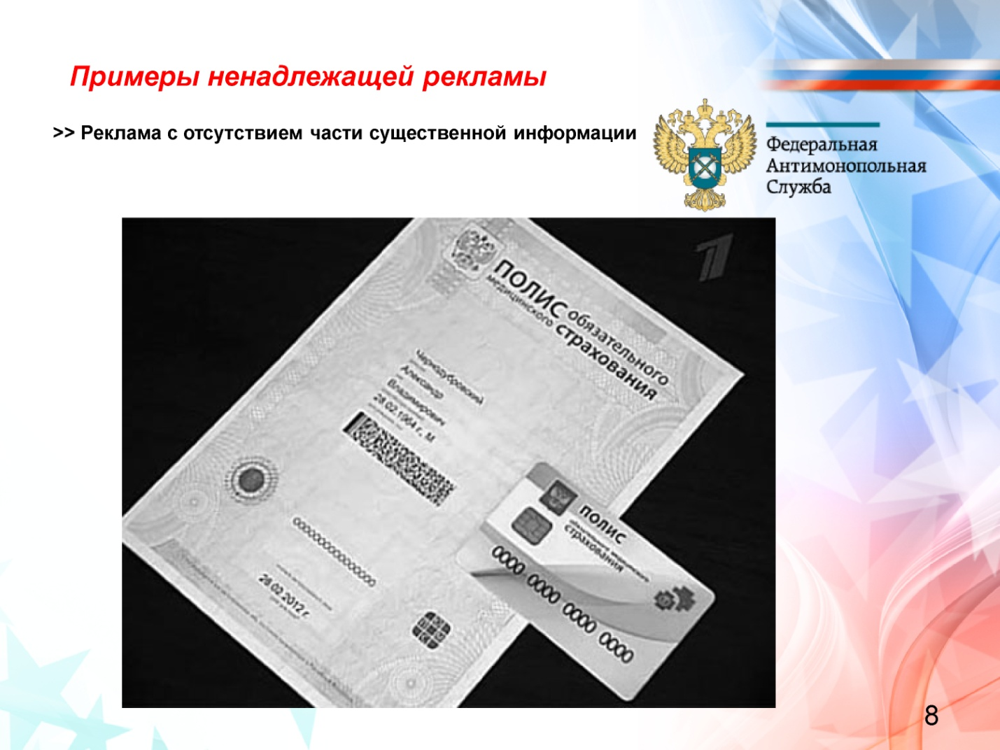 Примеры ненадлежащей рекламы
>> Реклама с отсутствием части существенной информации
Федеральная
Антимонопольная
Служба
ПОЛИС обязательного
медицинского страхования
Чернодубровский
Александр
Владимирович
28.02.1964 г., М
0000000000000000
28.02.2012 г.
ПОЛИС
обязательного медицинского
страхования
0000 0000 0000 0000
8